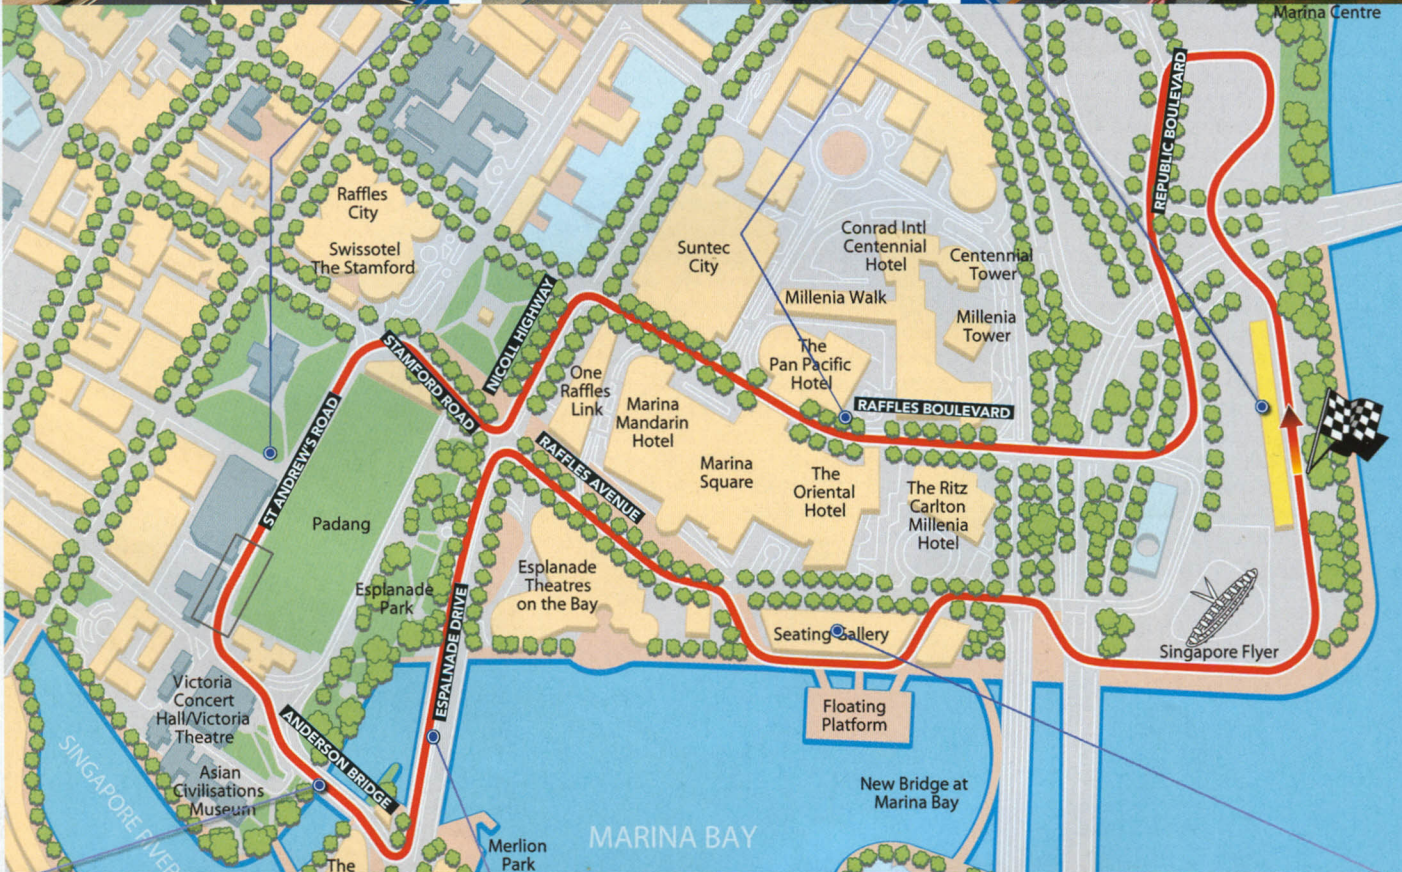 Marina Centre
REPUBLIC BOULEVARD
Raffles
City
Swissotel
The Stamford
Suntec
City
Conrad Intl
Centennial
Hotel
Centennial
Tower
Millenia Walk
Millenia
Tower
NICOLL HIGHWAY
STAMFORD ROAD
The
Pan Pacific
Hotel
One
Raffles
Link
Marina
Mandarin
Hotel
RAFFLES BOULEVARD
ST ANDREW'S ROAD
RAFFLES AVENUE
Marina
Square
The
Oriental
Hotel
The Ritz
Carlton
Millenia
Hotel
Padang
Esplanade
Park
Esplanade
Theatres
on the Bay
ESPALNADE DRIVE
Seating Gallery
Singapore Flyer
Victoria
Concert
Hall/Victoria
Theatre
ANDERSON BRIDGE
Floating
Platform
SINGAPORE RIVER
Asian
Civilisations
Museum
New Bridge at
Marina Bay
MARINA BAY
Merlion
Park
The